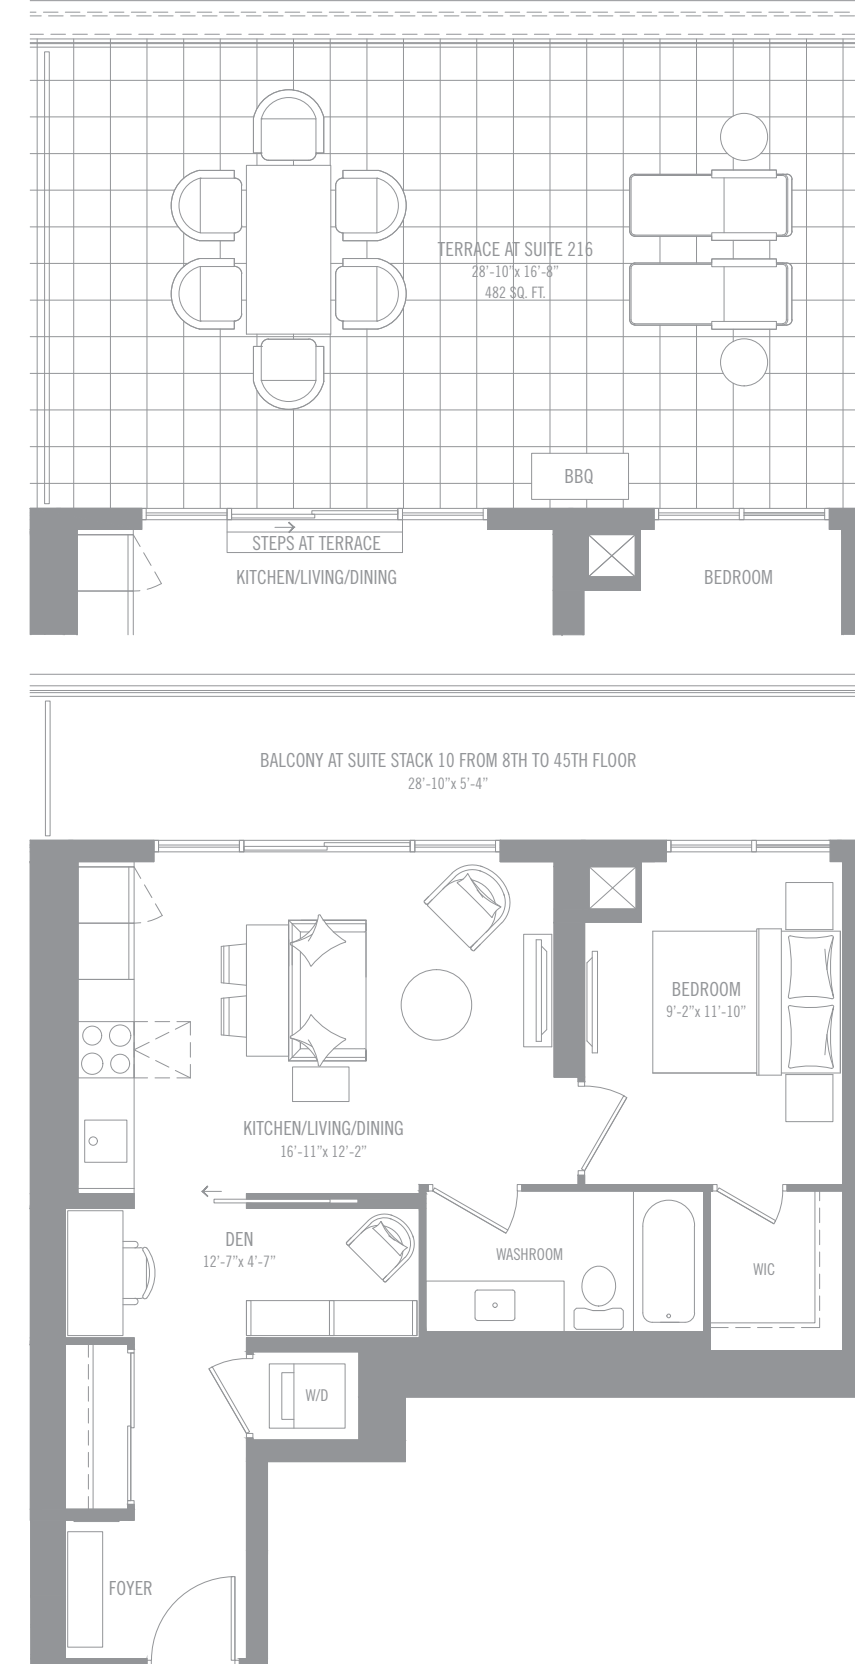 TERRACE AT SUITE 216
28'-10"x 16'-8"
482 SQ. FT.
BBQ
STEPS AT TERRACE
KITCHEN/LIVING/DINING
BEDROOM
BALCONY AT SUITE STACK 10 FROM 8TH TO 45TH FLOOR
28'-10"x 5'-4"
BEDROOM
9'-2"x 11'-10"
KITCHEN/LIVING/DINING
16'-11"x 12'-2"
DEN
12'-7"x 4'-7"
WASHROOM
WIC
W/D
FOYER